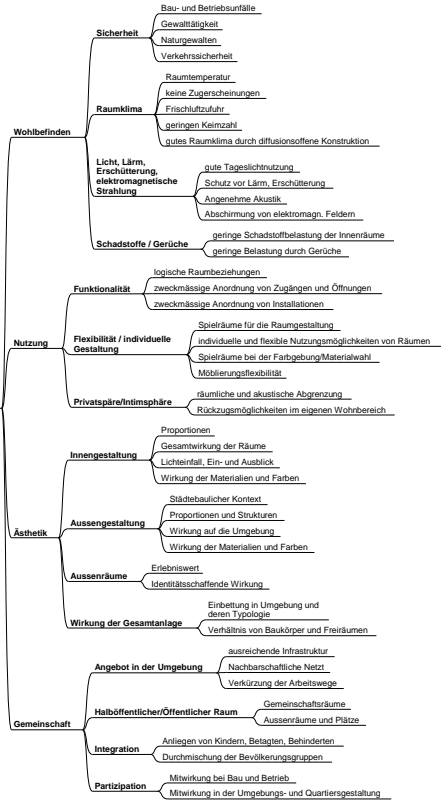 Wohlbefinden
Sicherheit
Bau- und Betriebsunfälle
Gewalttätigkeit
Naturgewalten
Verkehrssicherheit
Raumklima
Raumtemperatur
keine Zugerscheinungen
Frischluftzufuhr
geringen Keimzahl
gutes Raumklima durch diffusionsoffene Konstruktion
Licht, Lärm,
Erschütterung,
elektromagnetische
Strahlung
gute Tageslichtnutzung
Schutz vor Lärm, Erschütterung
Angenehme Akustik
Abschirmung von elektromagn. Feldern
Schadstoffe / Gerüche
geringe Schadstoffbelastung der Innenräume
geringe Belastung durch Gerüche
Nutzung
Funktionalität
logische Raumbeziehungen
zweckmässige Anordnung von Zugängen und Öffnungen
zweckmässige Anordnung von Installationen
Flexibilität / individuelle
Gestaltung
Spielräume für die Raumgestaltung
individuelle und flexible Nutzungsmöglichkeiten von Räumen
Spielräume bei der Farbgebung/Materialwahl
Möblierungsflexibilität
Privatspäre/Intimsphäre
räumliche und akustische Abgrenzung
Rückzugsmöglichkeiten im eigenen Wohnbereich
Ästhetik
Innengestaltung
Proportionen
Gesamtwirkung der Räume
Lichteinfall, Ein- und Ausblick
Wirkung der Materialien und Farben
Aussengestaltung
Städtebaulicher Kontext
Proportionen und Strukturen
Wirkung auf die Umgebung
Wirkung der Materialien und Farben
Aussenräume
Erlebniswert
Identitätsschaffende Wirkung
Wirkung der Gesamtanlage
Einbettung in Umgebung und
deren Typologie
Verhältnis von Baukörper und Freiräumen
Gemeinschaft
Angebot in der Umgebung
ausreichende Infrastruktur
Nachbarschaftliche Netzt
Verkürzung der Arbeitswege
Halböffentlicher/Öffentlicher Raum
Gemeinschaftsräume
Aussenräume und Plätze
Integration
Anliegen von Kindern, Betagten, Behinderten
Durchmischung der Bevölkerungsgruppen
Partizipation
Mitwirkung bei Bau und Betrieb
Mitwirkung in der Umgebungs- und Quartiersgestaltung